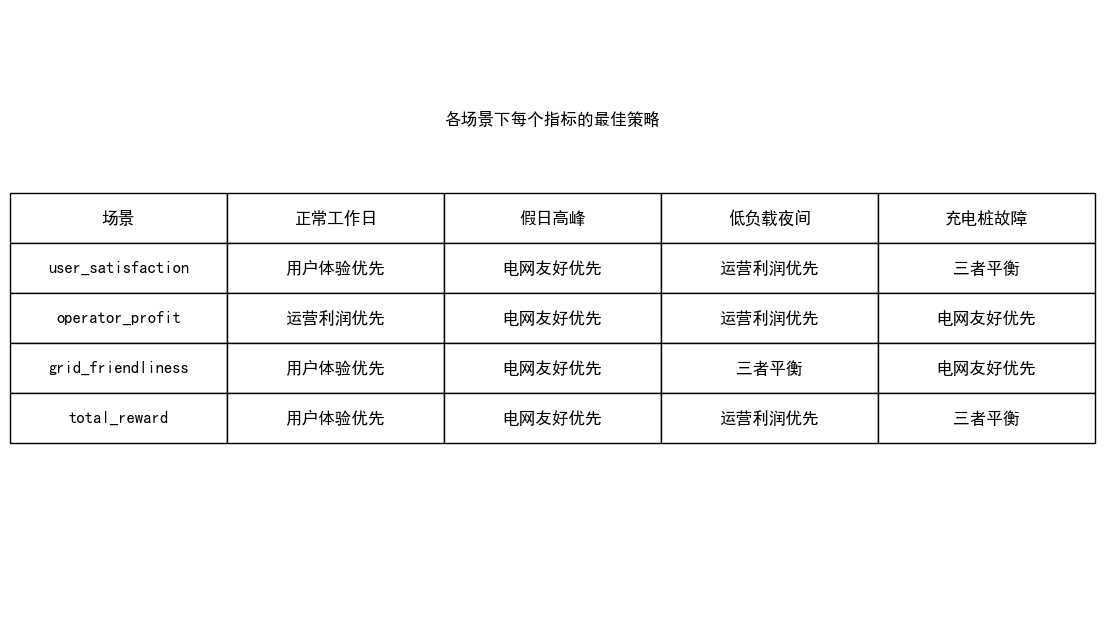 各场景下每个指标的最佳策略
场景 正常工作日 假日高峰 低负载夜间 充电桩故障
user_satisfaction 用户体验优先 电网友好优先 运营利润优先 三者平衡
operator_profit 运营利润优先 电网友好优先 运营利润优先 电网友好优先
grid_friendliness 用户体验优先 电网友好优先 三者平衡 电网友好优先
total_reward 用户体验优先 电网友好优先 运营利润优先 三者平衡